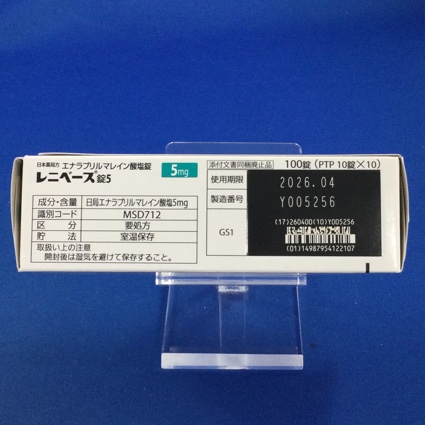 日本薬局方 エナラプリルマレイン酸塩錠
レニベース®錠5
5mg
成分・含量 日局エナラプリルマレイン酸塩5mg
識別コード MSD712
区分 要処方
貯法 室温保存
取扱い上の注意
開封後は湿気を避けて保存すること。
添付文書同梱廃止品
100錠(PTP 10錠×10)
使用期限 2026.04
製造番号 Y005256
GS1
(17)260400(10)Y005256
(01)14987954122107